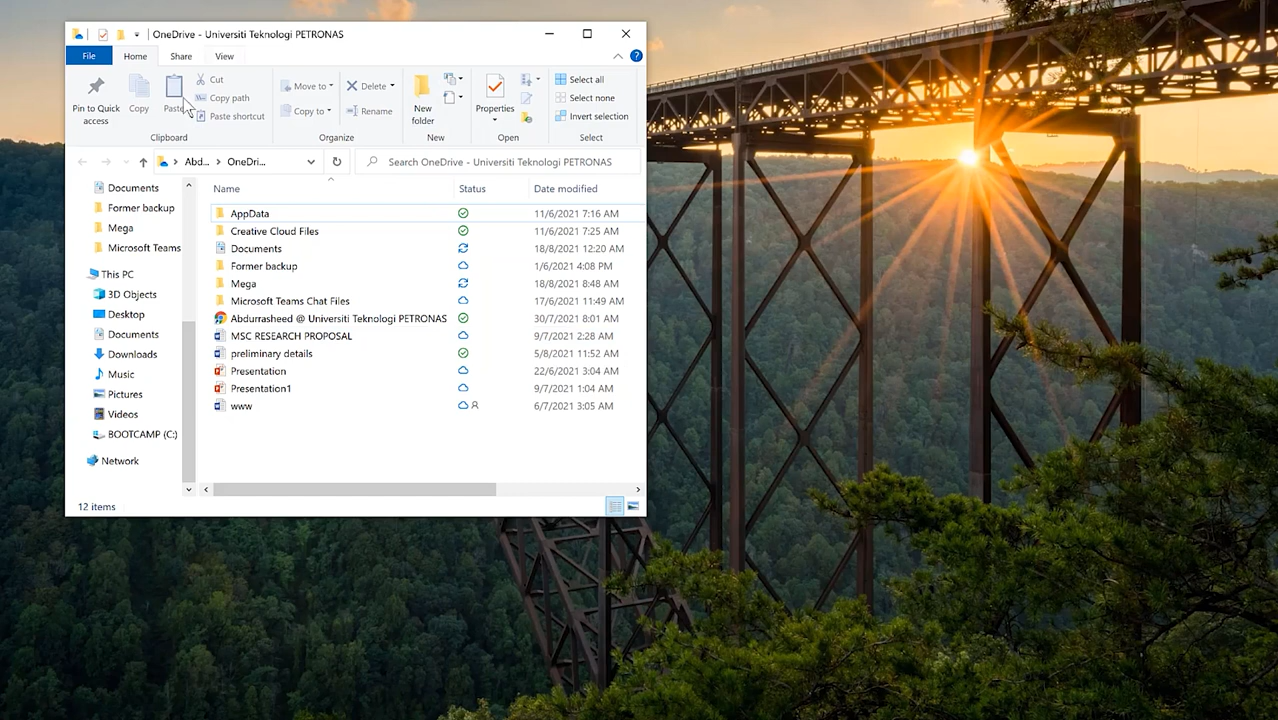 OneDrive - Universiti Teknologi PETRONAS
File Home Share View
Pin to Quick access
Copy
Paste
Cut
Copy path
Paste shortcut
Clipboard
Move to
Copy to
Delete
Rename
Organize
New folder
New
Properties
Open
Select all
Select none
Invert selection
Select
Abd... OneDri... Search OneDrive - Universiti Teknologi PETRONAS
Documents
Former backup
Mega
Microsoft Teams
This PC
3D Objects
Desktop
Documents
Downloads
Music
Pictures
Videos
BOOTCAMP (C:)
Network
Name Status Date modified
AppData 11/6/2021 7:16 AM
Creative Cloud Files 11/6/2021 7:25 AM
Documents 18/8/2021 12:20 AM
Former backup 1/6/2021 4:08 PM
Mega 18/8/2021 8:48 AM
Microsoft Teams Chat Files 17/6/2021 11:49 AM
Abdurrasheed @ Universiti Teknologi PETRONAS 30/7/2021 8:01 AM
MSC RESEARCH PROPOSAL 9/7/2021 2:28 AM
preliminary details 5/8/2021 11:52 AM
Presentation 22/6/2021 3:04 AM
Presentation1 9/7/2021 1:04 AM
www 6/7/2021 3:05 AM
12 items